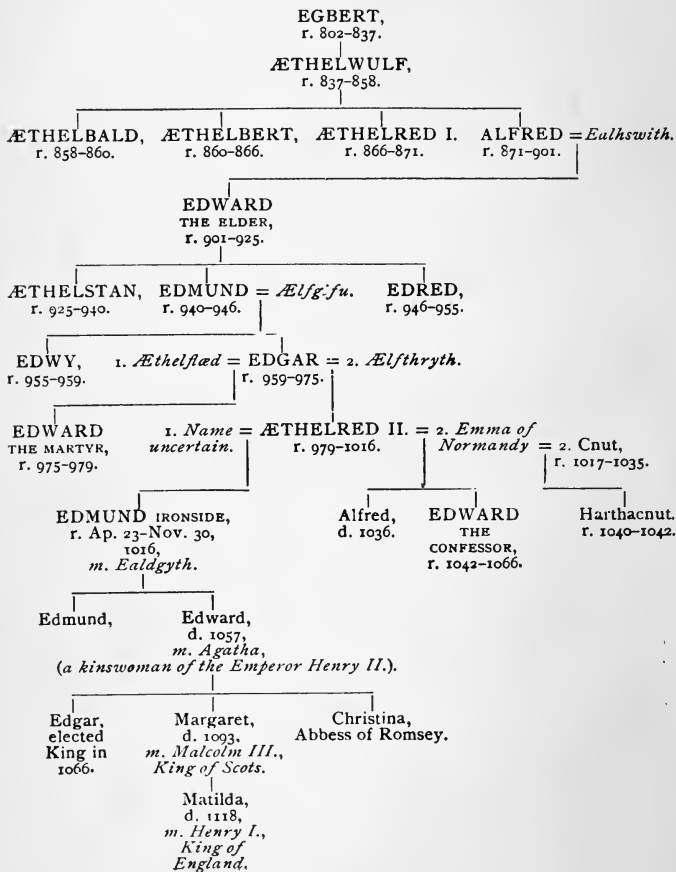 EGBERT,
r. 802-837.
ÆTHELWULF,
r. 837-858.
ÆTHELBALD, ÆTHELBERT, ÆTHELRED I. ALFRED = Ealhswith.
r. 858-860. r. 860-866. r. 866-871. r. 871-901.
EDWARD
THE ELDER,
r. 901-925.
ÆTHELSTAN, EDMUND = Ælfgifu. EDRED,
r. 925-940. r. 940-946. r. 946-955.
EDWY, 1. Æthelflæd = EDGAR = 2. Ælfthryth.
r. 955-959. r. 959-975.
EDWARD 1. Name = ÆTHELRED II. = 2. Emma of
THE MARTYR, uncertain. r. 979-1016. Normandy = 2. Cnut,
r. 975-979. r. 1017-1035.
EDMUND IRONSIDE, Alfred, EDWARD Harthacnut.
r. Ap. 23-Nov. 30, d. 1036. THE r. 1040-1042.
1016, CONFESSOR,
m. Ealdgyth. r. 1042-1066.
Edmund, Edward,
d. 1057,
m. Agatha,
(a kinswoman of the Emperor Henry II.).
Edgar, Margaret, Christina,
elected d. 1093, Abbess of Romsey.
King in m. Malcolm III.,
1066. King of Scots.
Matilda,
d. 1118,
m. Henry I.,
King of
England.